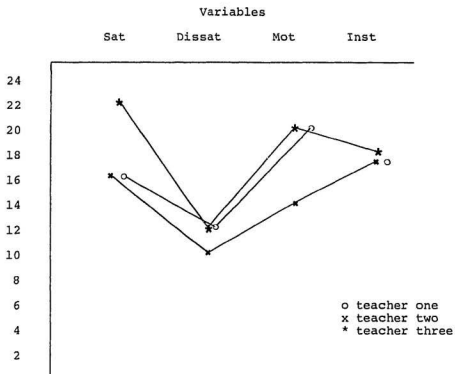 Variables
Sat Dissat Mot Inst
24
22
20
18
16
14
12
10
8
6
4
2
o teacher one
x teacher two
* teacher three